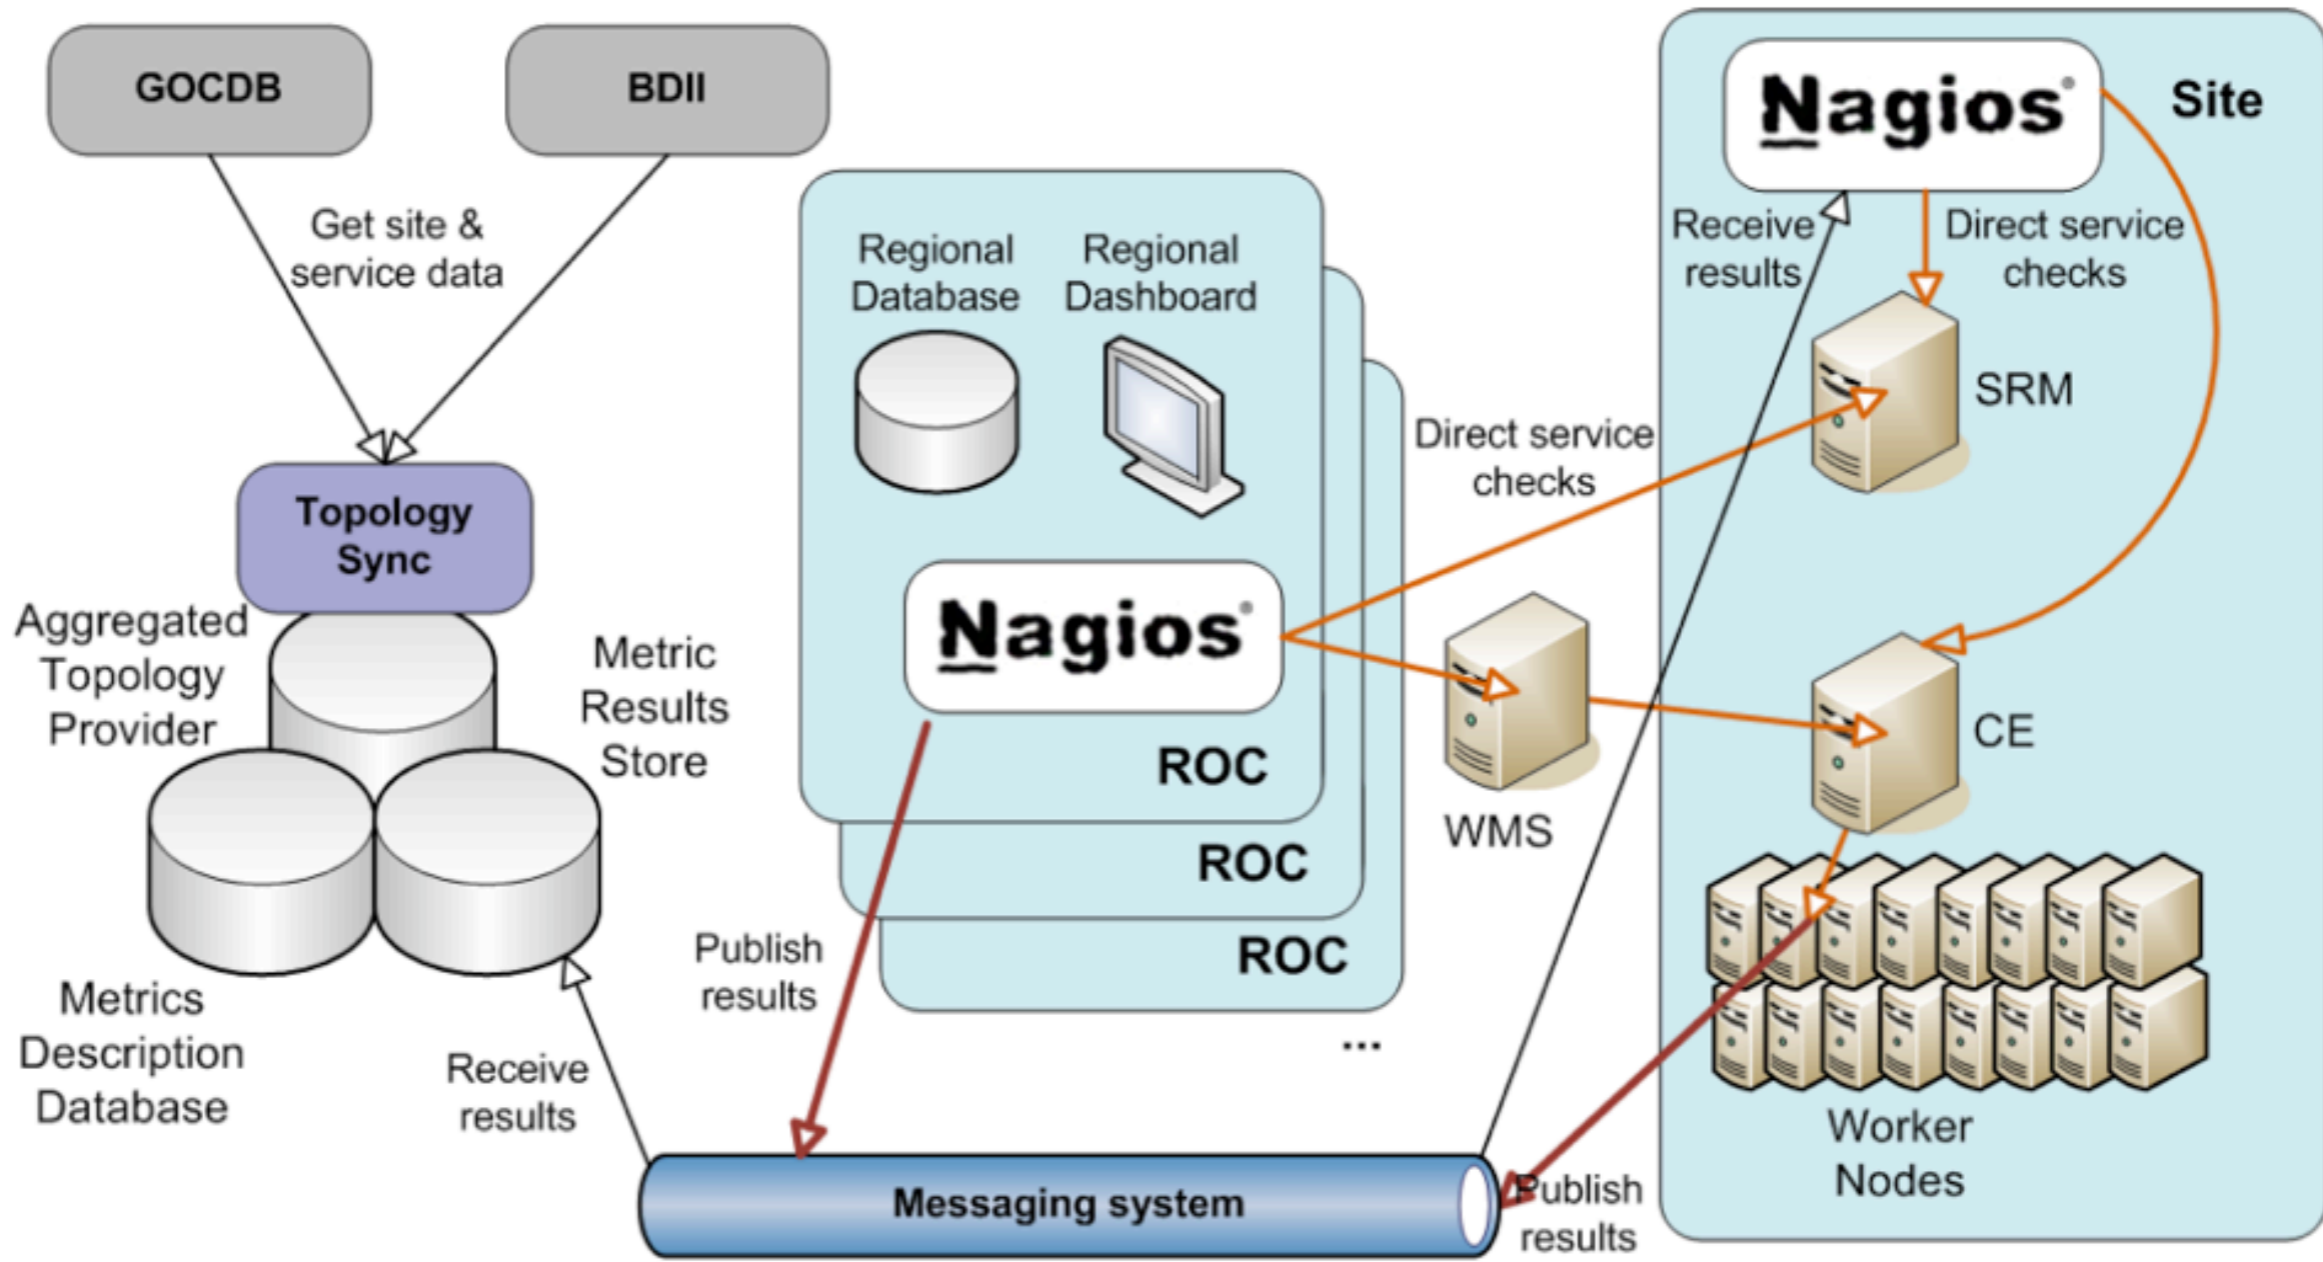 GOCDB
BDII
Get site &
service data
Topology
Sync
Aggregated
Topology
Provider
Metric
Results
Store
Metrics
Description
Database
Receive
results
Regional
Database
Regional
Dashboard
Nagios®
ROC
ROC
ROC
...
Publish
results
Messaging system
Direct service
checks
WMS
Nagios®
Site
Receive
results
Direct service
checks
SRM
CE
Worker
Nodes
Publish
results